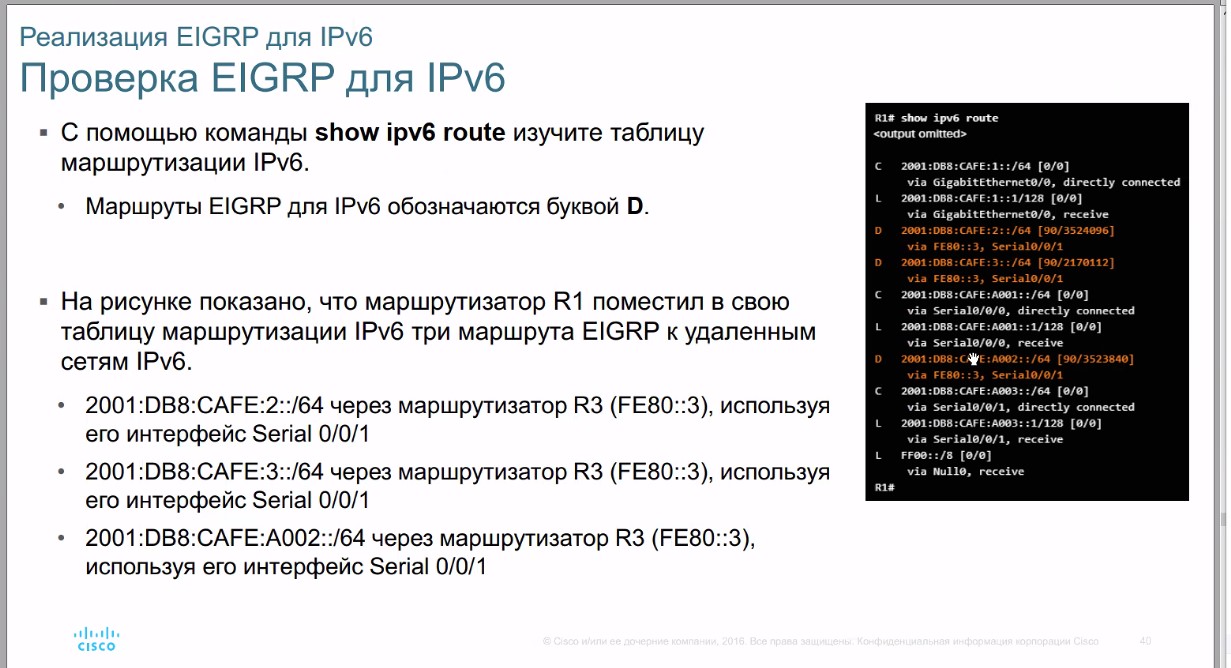 Реализация EIGRP для IPv6
Проверка EIGRP для IPv6
▪ С помощью команды show ipv6 route изучите таблицу
маршрутизации IPv6.
• Маршруты EIGRP для IPv6 обозначаются буквой D.
▪ На рисунке показано, что маршрутизатор R1 поместил в свою
таблицу маршрутизации IPv6 три маршрута EIGRP к удаленным
сетям IPv6.
• 2001:DB8:CAFE:2::/64 через маршрутизатор R3 (FE80::3), используя
его интерфейс Serial 0/0/1
• 2001:DB8:CAFE:3::/64 через маршрутизатор R3 (FE80::3), используя
его интерфейс Serial 0/0/1
• 2001:DB8:CAFE:A002::/64 через маршрутизатор R3 (FE80::3),
используя его интерфейс Serial 0/0/1
R1# show ipv6 route
<output omitted>
C 2001:DB8:CAFE:1::/64 [0/0]
via GigabitEthernet0/0, directly connected
L 2001:DB8:CAFE:1::1/128 [0/0]
via GigabitEthernet0/0, receive
D 2001:DB8:CAFE:2::/64 [90/3524096]
via FE80::3, Serial0/0/1
D 2001:DB8:CAFE:3::/64 [90/2170112]
via FE80::3, Serial0/0/1
C 2001:DB8:CAFE:A001::/64 [0/0]
via Serial0/0/0, directly connected
L 2001:DB8:CAFE:A001::1/128 [0/0]
via Serial0/0/0, receive
D 2001:DB8:CAFE:A002::/64 [90/3523840]
via FE80::3, Serial0/0/1
C 2001:DB8:CAFE:A003::/64 [0/0]
via Serial0/0/1, directly connected
L 2001:DB8:CAFE:A003::1/128 [0/0]
via Serial0/0/1, receive
L FF00::/8 [0/0]
via Null0, receive
R1#
CISCO
© Cisco и/или ее дочерние компании, 2016. Все права защищены. Конфиденциальная информация корпорации Cisco
40